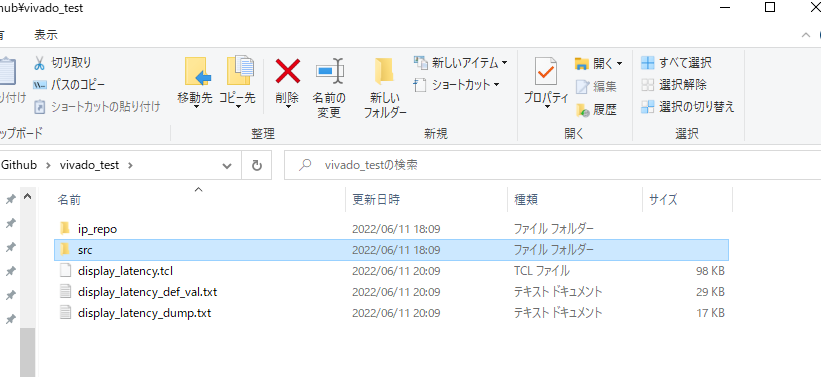 hub¥vivado_test
有 表示
り付け
切り取り
パスのコピー
ショートカットの貼り付け
移動先 コピー先 削除 名前の変更
新しいフォルダー
新しいアイテム
ショートカット
プロパティ
開く
編集
履歴
すべて選択
選択解除
選択の切り替え
ップボード 整理 新規 開く 選択
Github > vivado_test > vivado_testの検索
名前 更新日時 種類 サイズ
ip_repo 2022/06/11 18:09 ファイル フォルダー
src 2022/06/11 18:09 ファイル フォルダー
display_latency.tcl 2022/06/11 20:09 TCL ファイル 98 KB
display_latency_def_val.txt 2022/06/11 20:09 テキスト ドキュメント 29 KB
display_latency_dump.txt 2022/06/11 20:09 テキスト ドキュメント 17 KB